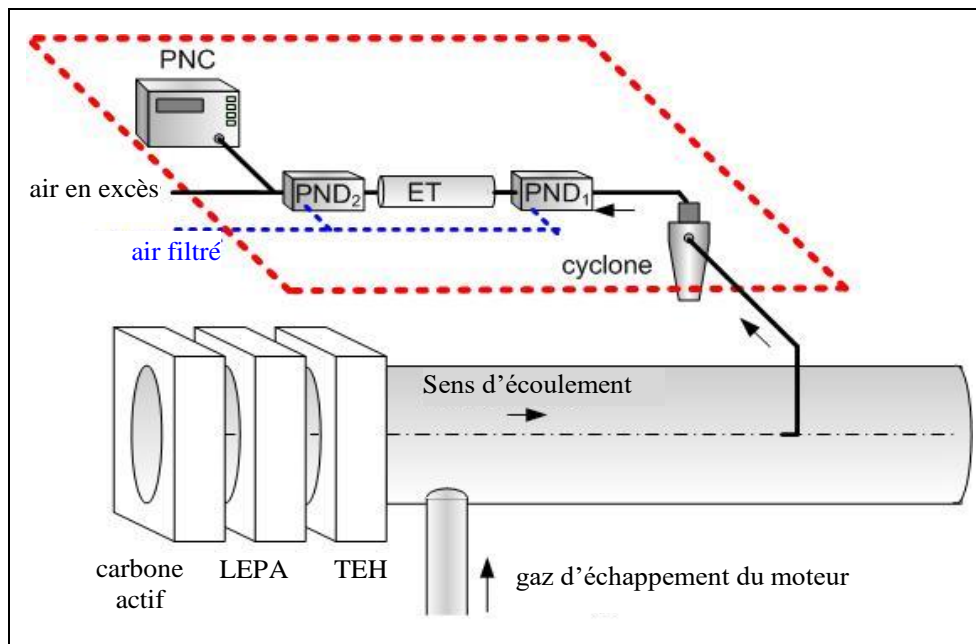 PNC
air en excès
PND₂
ET
PND₁
air filtré
cyclone
Sens d'écoulement
carbone
actif
LEPA
TEH
gaz d'échappement du moteur